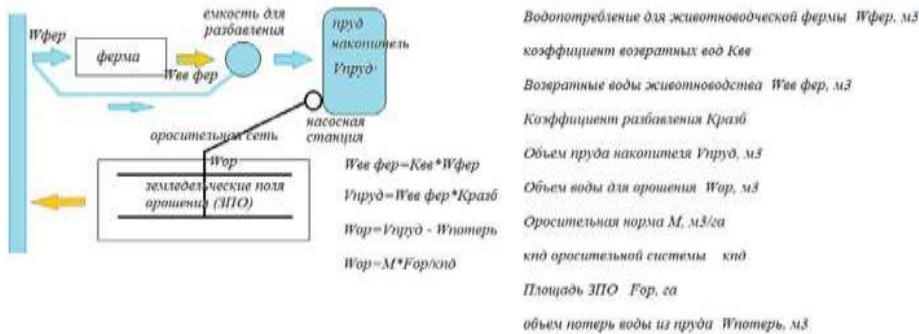 Wфер
ферма
емкость для
разбавления
Wвв фер
пруд
накопитель
Vпруд
насосная
станция
оросительная сеть
Wор
земледельческие поля
орошения (ЗПО)
Wвв фер=Kвв*Wфер
Vпруд=Wвв фер*Kразб
Wор=Vпруд - Wпотерь
Wор=M*Fор/кпд
Водопотребление для животноводческой фермы Wфер, м3
коэффициент возвратных вод Kвв
Возвратные воды животноводства Wвв фер, м3
Коэффициент разбавления Kразб
Объем пруда накопителя Vпруд, м3
Объем воды для орошения Wор, м3
Оросительная норма М, м3/га
кпд оросительной системы кпд
Площадь ЗПО Fор, га
объем потерь воды из пруда Wпотерь, м3